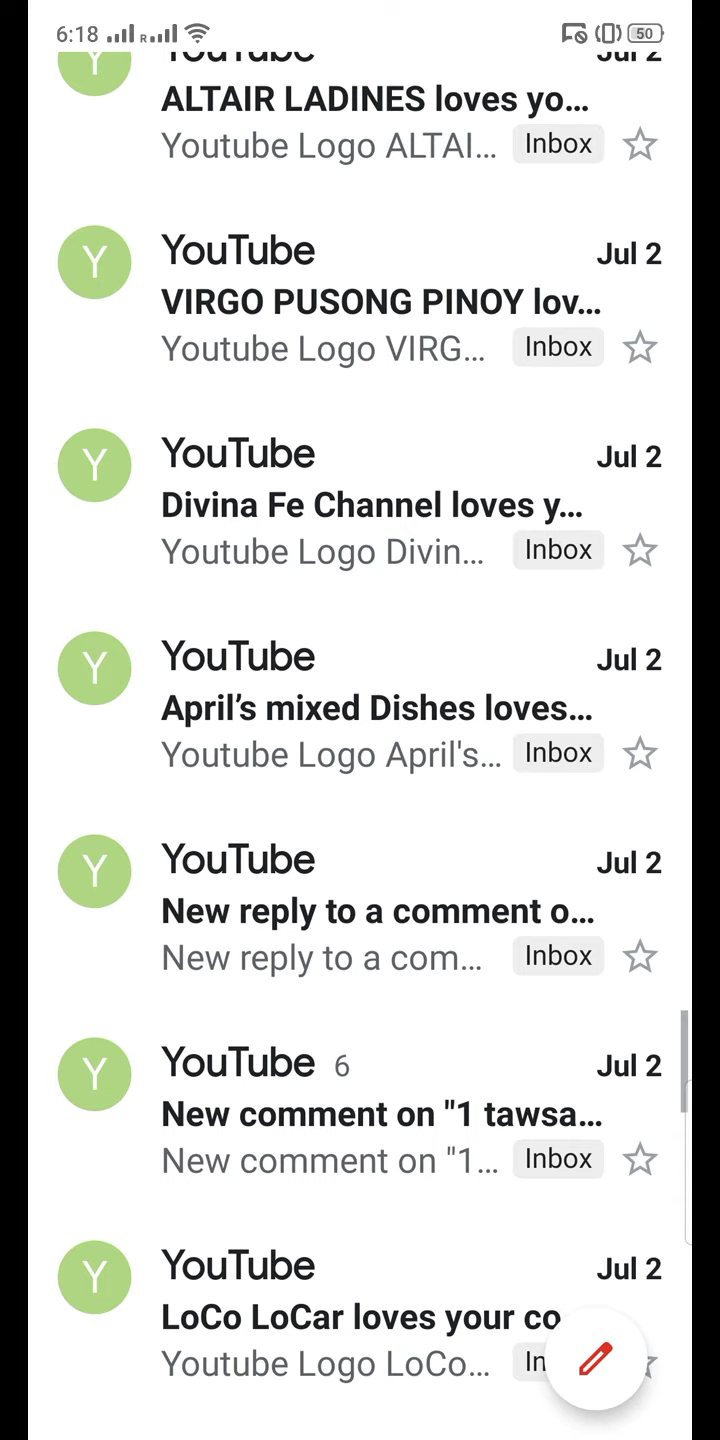 6:18 R 50
YouTube Jul 2
ALTAIR LADINES loves yo...
Youtube Logo ALTAI... Inbox
Y YouTube Jul 2
VIRGO PUSONG PINOY lov...
Youtube Logo VIRG... Inbox
Y YouTube Jul 2
Divina Fe Channel loves y...
Youtube Logo Divin... Inbox
Y YouTube Jul 2
April’s mixed Dishes loves...
Youtube Logo April's... Inbox
Y YouTube Jul 2
New reply to a comment o...
New reply to a com... Inbox
Y YouTube 6 Jul 2
New comment on "1 tawsa...
New comment on "1... Inbox
Y YouTube Jul 2
LoCo LoCar loves your co
Youtube Logo LoCo... In